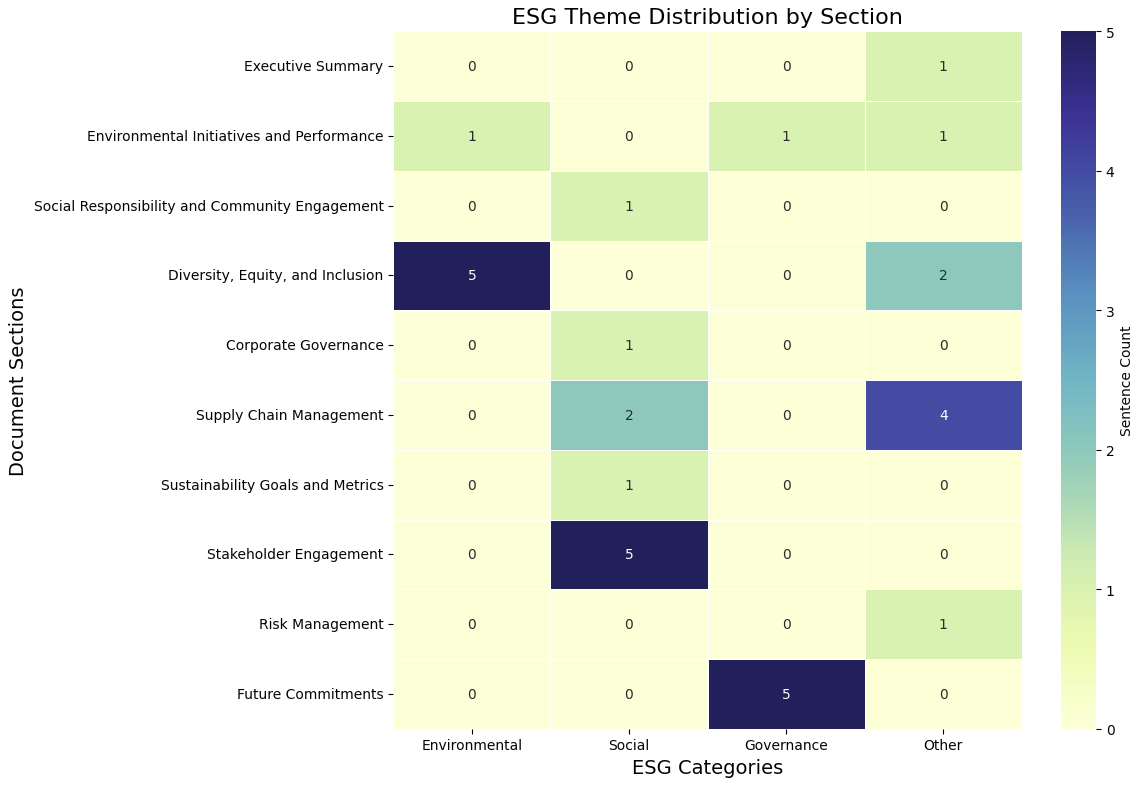 ESG Theme Distribution by Section
Document Sections
Executive Summary 0 0 0 1
Environmental Initiatives and Performance 1 0 1 1
Social Responsibility and Community Engagement 0 1 0 0
Diversity, Equity, and Inclusion 5 0 0 2
Corporate Governance 0 1 0 0
Supply Chain Management 0 2 0 4
Sustainability Goals and Metrics 0 1 0 0
Stakeholder Engagement 0 5 0 0
Risk Management 0 0 0 1
Future Commitments 0 0 5 0
Environmental Social Governance Other
ESG Categories
5
4
3
2
1
0
Sentence Count